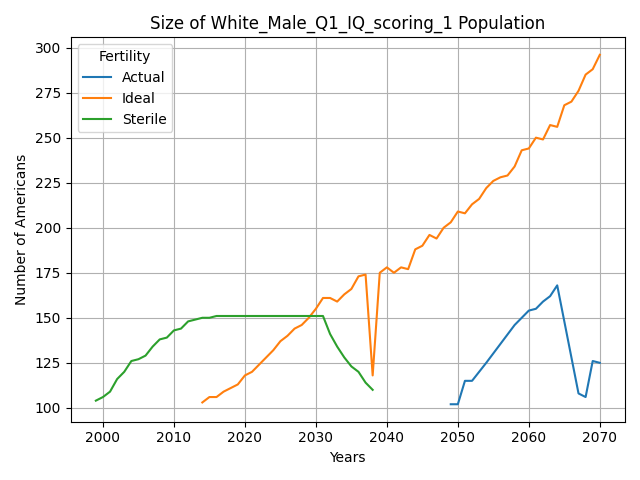 Size of White_Male_Q1_IQ_scoring_1 Population
Fertility
Actual
Ideal
Sterile
Number of Americans
300
275
250
225
200
175
150
125
100
2000 2010 2020 2030 2040 2050 2060 2070
Years